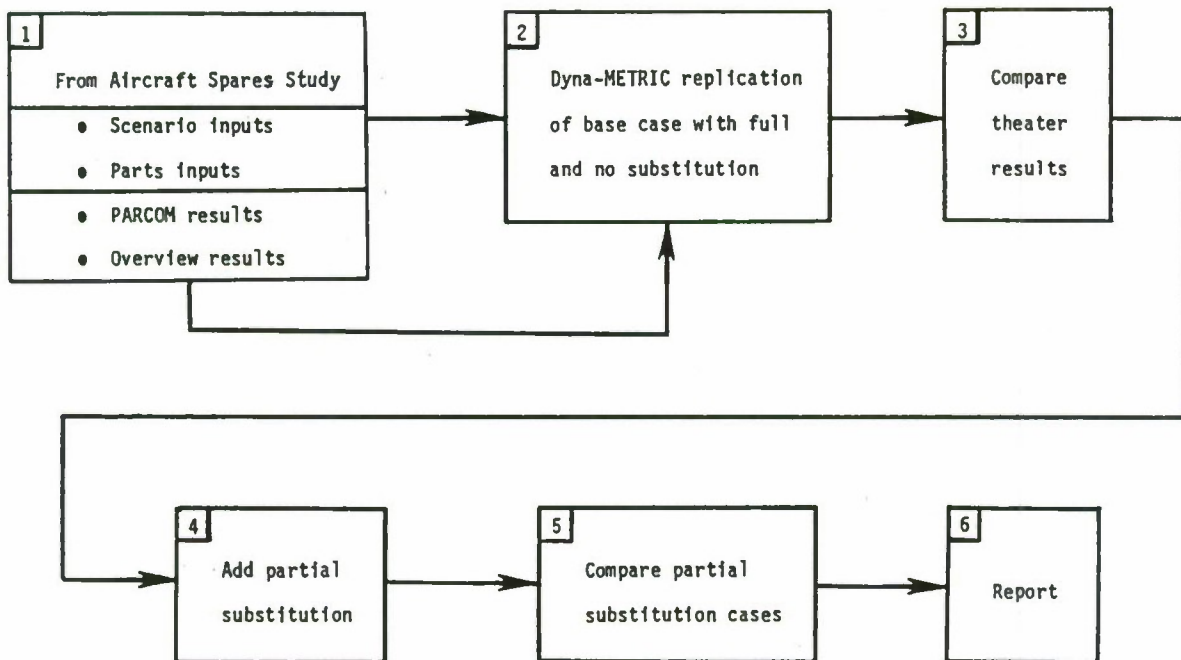 1
From Aircraft Spares Study
• Scenario inputs
• Parts inputs
• PARCOM results
• Overview results
2
Dyna-METRIC replication
of base case with full
and no substitution
3
Compare
theater
results
4
Add partial
substitution
5
Compare partial
substitution cases
6
Report